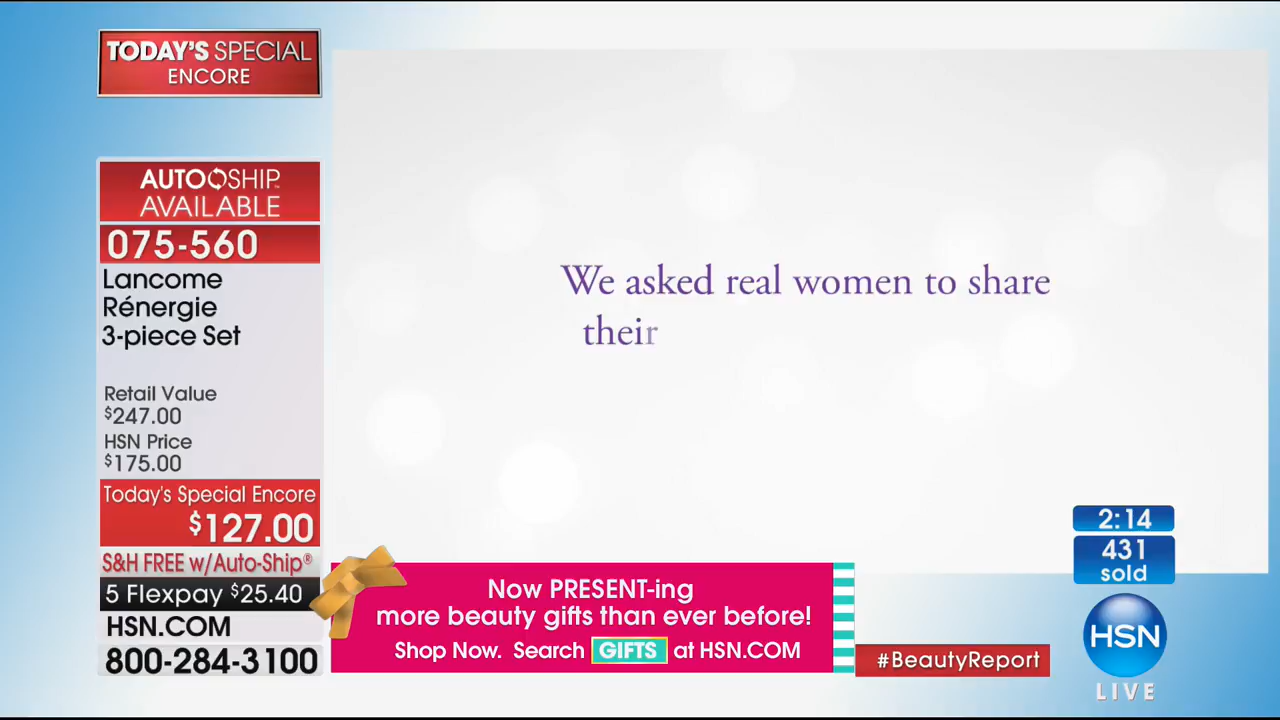 TODAY'S SPECIAL
ENCORE
AUTO SHIP™
AVAILABLE
075-560
Lancome
Rénergie
3-piece Set
Retail Value
$247.00
HSN Price
$175.00
Today's Special Encore
$127.00
S&H FREE w/Auto-Ship®
5 Flexpay $25.40
HSN.COM
800-284-3100
We asked real women to share
their
Now PRESENT-ing
more beauty gifts than ever before!
Shop Now. Search GIFTS at HSN.COM
#BeautyReport
2:14
431
sold
HSN
LIVE